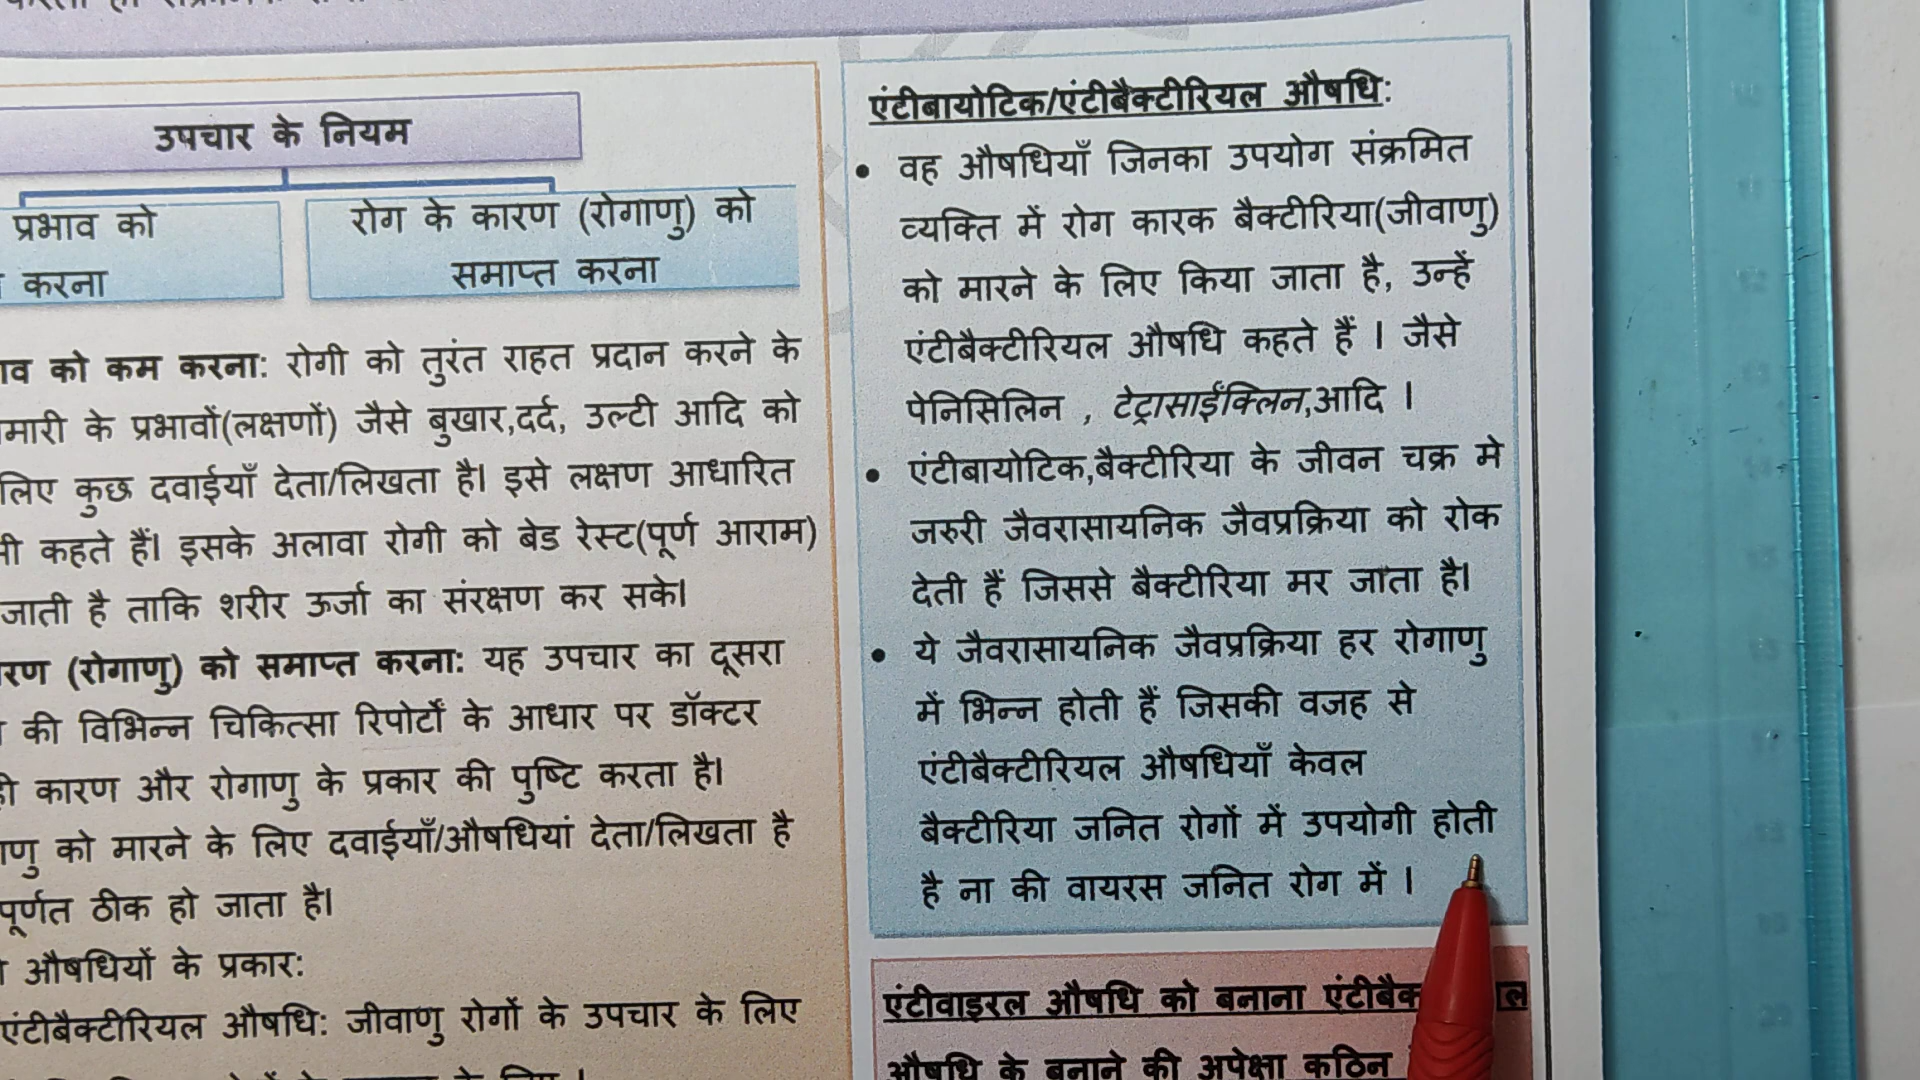 उपचार के नियम
प्रभाव को
करना
रोग के कारण (रोगाणु) को
समाप्त करना
को कम करना: रोगी को तुरंत राहत प्रदान करने के
के प्रभावों(लक्षणों) जैसे बुखार,दर्द, उल्टी आदि को
लिए कुछ दवाईयाँ देता/लिखता है। इसे लक्षण आधारित
कहते हैं। इसके अलावा रोगी को बेड रेस्ट(पूर्ण आराम)
जाती है ताकि शरीर ऊर्जा का संरक्षण कर सके।
(रोगाणु) को समाप्त करना: यह उपचार का दूसरा
की विभिन्न चिकित्सा रिपोर्टों के आधार पर डॉक्टर
कारण और रोगाणु के प्रकार की पुष्टि करता है।
को मारने के लिए दवाईयाँ/औषधियां देता/लिखता है
पूर्णत ठीक हो जाता है।
औषधियों के प्रकार:
एंटीबैक्टीरियल औषधि: जीवाणु रोगों के उपचार के लिए
एंटीबायोटिक/एंटीबैक्टीरियल औषधि:
• वह औषधियाँ जिनका उपयोग संक्रमित
व्यक्ति में रोग कारक बैक्टीरिया(जीवाणु)
को मारने के लिए किया जाता है, उन्हें
एंटीबैक्टीरियल औषधि कहते हैं । जैसे
पेनिसिलिन , टेट्रासाईंक्लिन,आदि ।
• एंटीबायोटिक,बैक्टीरिया के जीवन चक्र मे
जरुरी जैवरासायनिक जैवप्रक्रिया को रोक
देती हैं जिससे बैक्टीरिया मर जाता है।
• ये जैवरासायनिक जैवप्रक्रिया हर रोगाणु
में भिन्न होती हैं जिसकी वजह से
एंटीबैक्टीरियल औषधियाँ केवल
बैक्टीरिया जनित रोगों में उपयोगी होती
है ना की वायरस जनित रोग में ।
एंटीवाइरल औषधि को बनाना
औषधि के बनाने की अपेक्षा कठिन